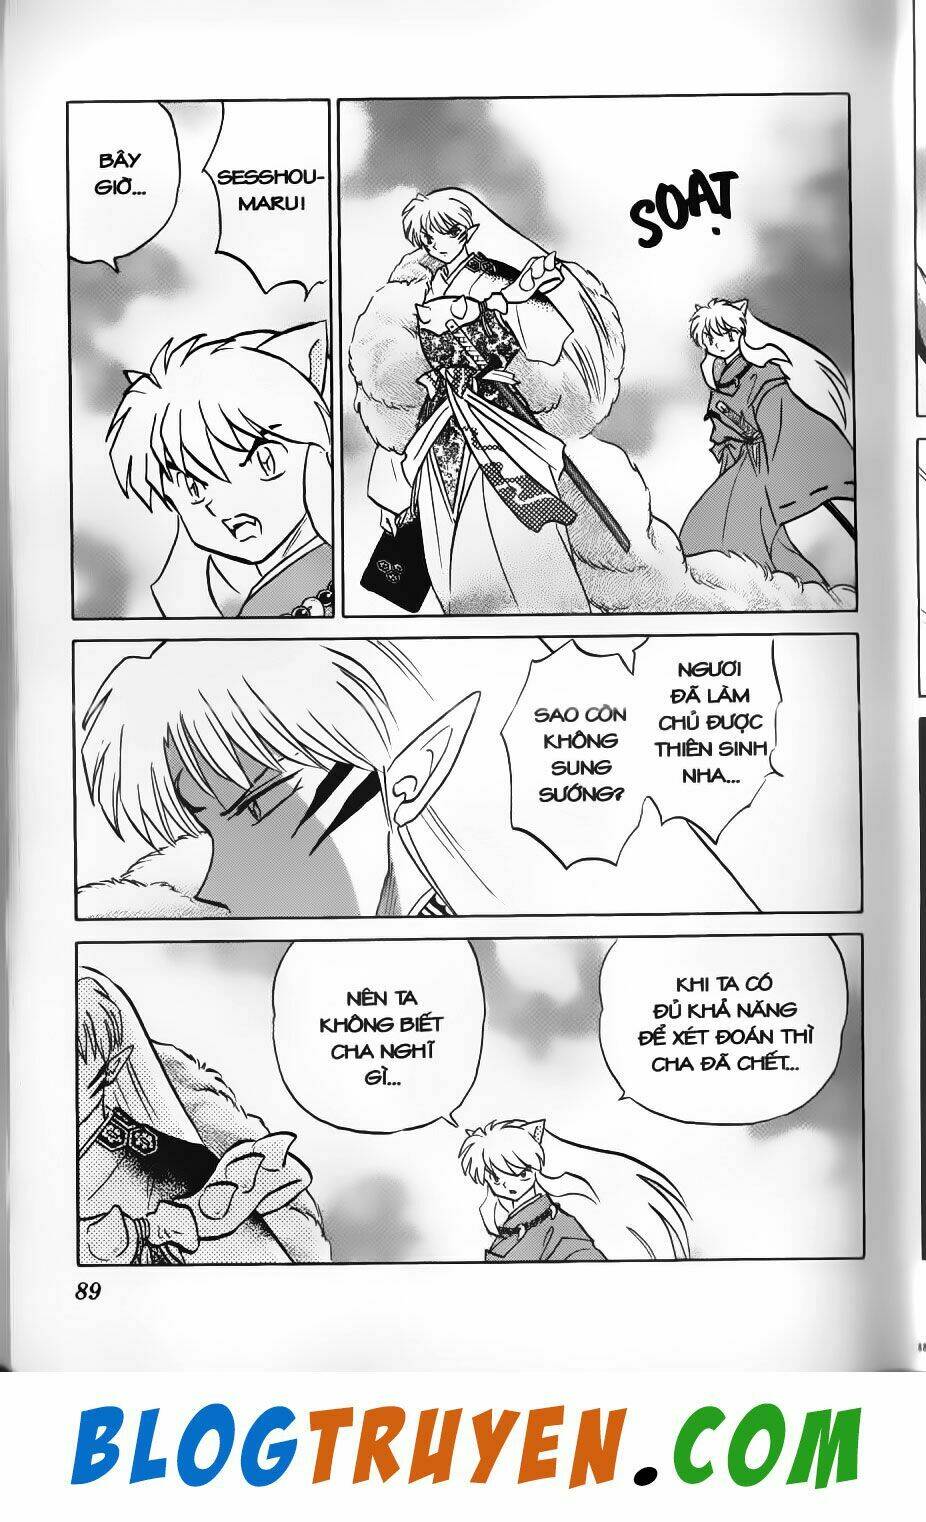 SOẠT
SESSHOU-
MARU!
BÂY
GIỜ...
NGƯƠI
ĐÃ LÀM
CHỦ ĐƯỢC
THIÊN SINH
NHA...
SAO CÒN
KHÔNG
SUNG
SƯỚNG?
KHI TA CÓ
ĐỦ KHẢ NĂNG
ĐỂ XÉT ĐOÁN THÌ
CHA ĐÃ CHẾT...
NÊN TA
KHÔNG BIẾT
CHA NGHĨ
GÌ...
89
BLOGTRUYEN.COM